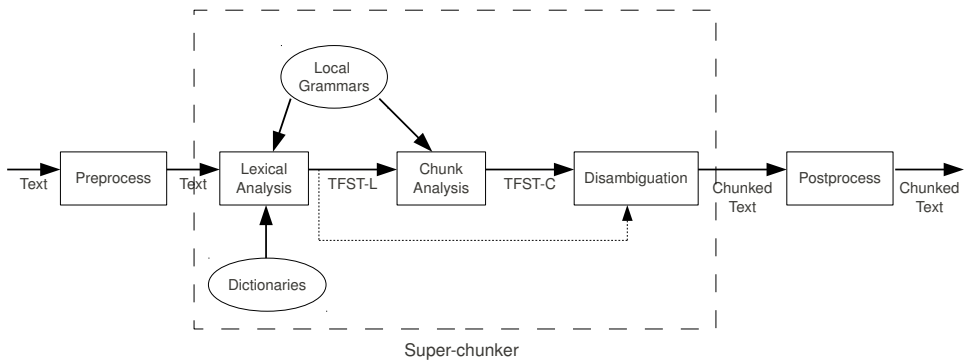 Local
Grammars
Text
Preprocess
Text
Lexical
Analysis
TFST-L
Chunk
Analysis
TFST-C
Disambiguation
Chunked
Text
Postprocess
Chunked
Text
Dictionaries
Super-chunker